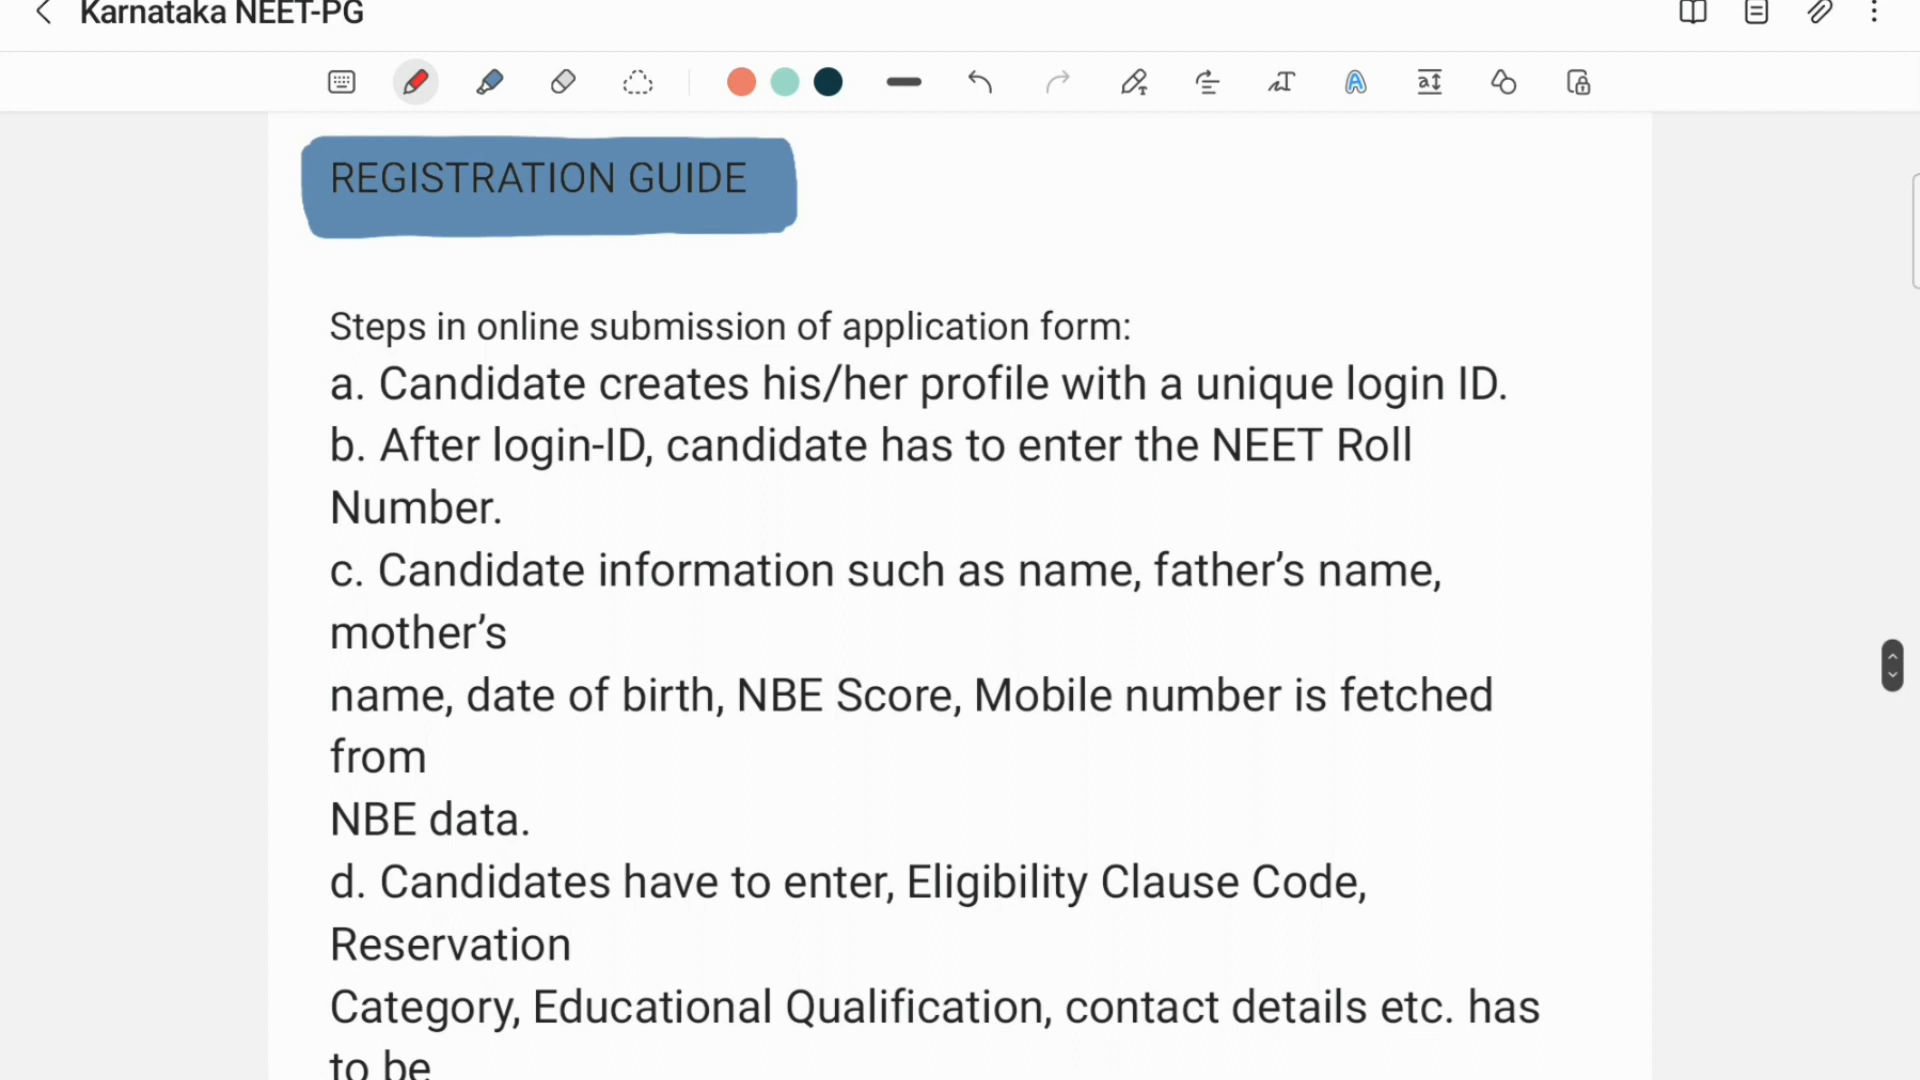 Karnataka NEET-PG
REGISTRATION GUIDE
Steps in online submission of application form:
a. Candidate creates his/her profile with a unique login ID.
b. After login-ID, candidate has to enter the NEET Roll
Number.
c. Candidate information such as name, father’s name,
mother’s
name, date of birth, NBE Score, Mobile number is fetched
from
NBE data.
d. Candidates have to enter, Eligibility Clause Code,
Reservation
Category, Educational Qualification, contact details etc. has
to be